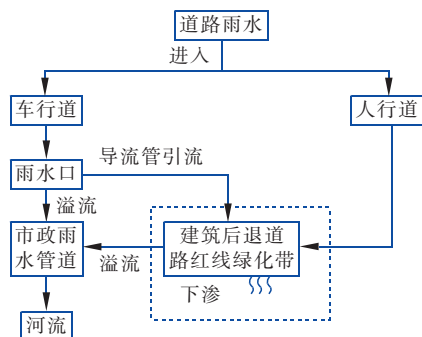 道路雨水
进入
车行道
人行道
导流管引流
雨水口
溢流
市政雨
水管道
建筑后退道
路红线绿化带
溢流
下渗
河流